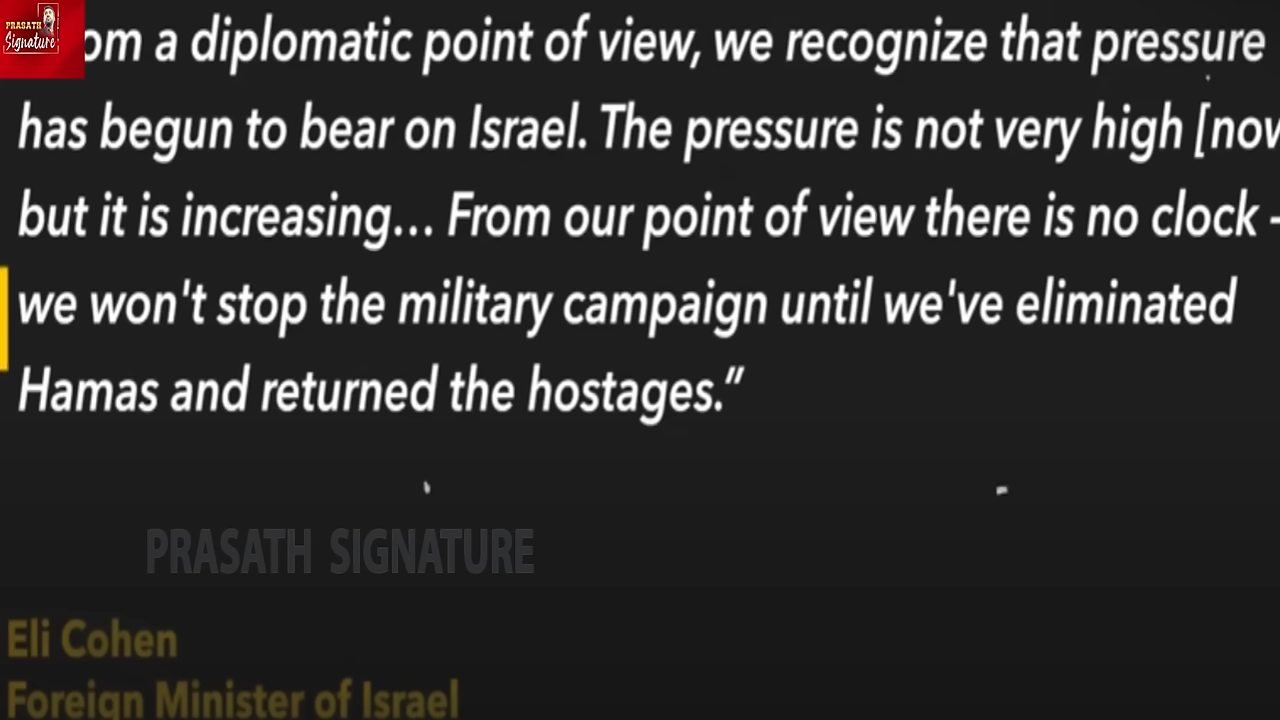 PRASATH
Signature
om a diplomatic point of view, we recognize that pressure
has begun to bear on Israel. The pressure is not very high [now
but it is increasing... From our point of view there is no clock -
we won't stop the military campaign until we've eliminated
Hamas and returned the hostages.”
PRASATH SIGNATURE
Eli Cohen
Foreign Minister of Israel